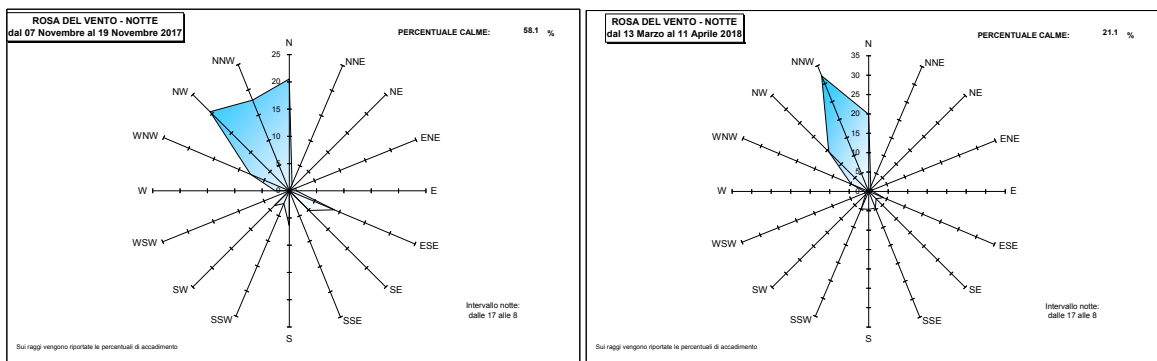 ROSA DEL VENTO - NOTTE
dal 07 Novembre al 19 Novembre 2017
PERCENTUALE CALME: 58.1 %
N
NNW
NNE
NW
NE
WNW
ENE
W
E
WSW
ESE
SW
SE
SSW
SSE
S
25
20
15
10
5
0
Intervallo notte:
dalle 17 alle 8
Sui raggi vengono riportate le percentuali di accadimento
ROSA DEL VENTO - NOTTE
dal 13 Marzo al 11 Aprile 2018
PERCENTUALE CALME: 21.1 %
N
NNW
NNE
NW
NE
WNW
ENE
W
E
WSW
ESE
SW
SE
SSW
SSE
S
35
30
25
20
15
10
5
0
Intervallo notte:
dalle 17 alle 8
Sui raggi vengono riportate le percentuali di accadimento